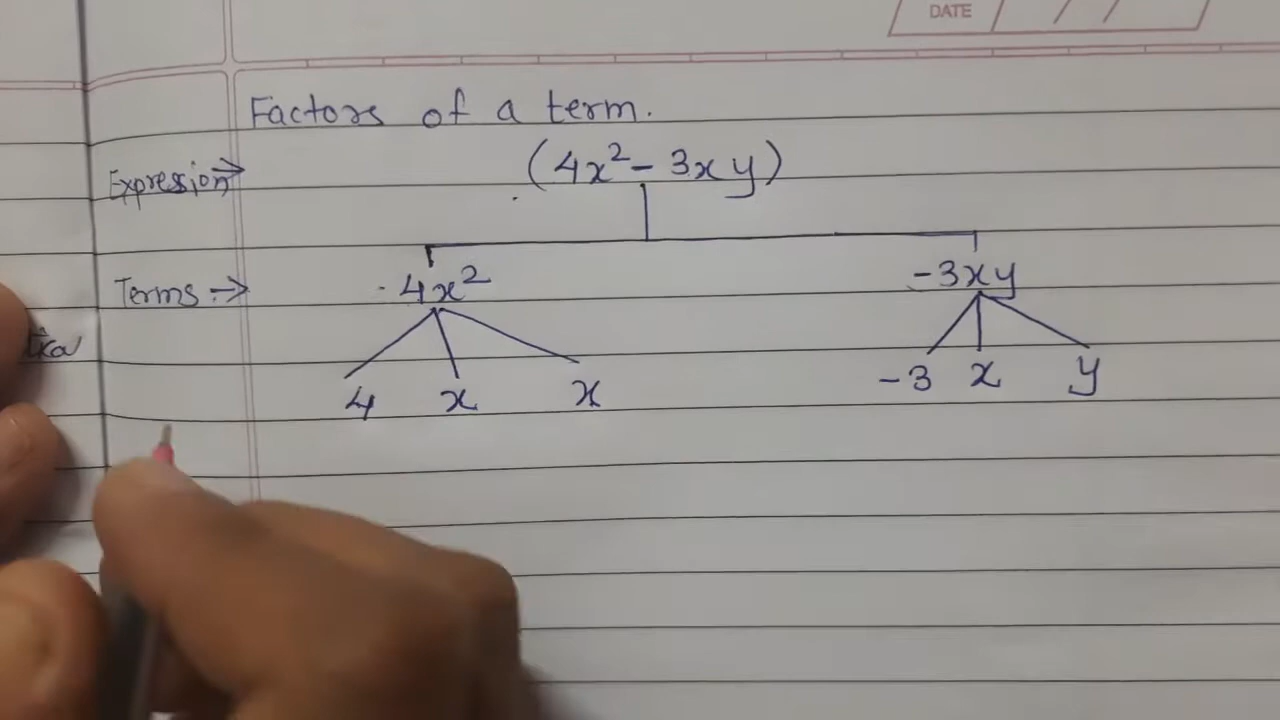 DATE
Factors of a term.
Expression → (4x² - 3xy)
Terms :→ 4x² -3xy
4 x x -3 x y